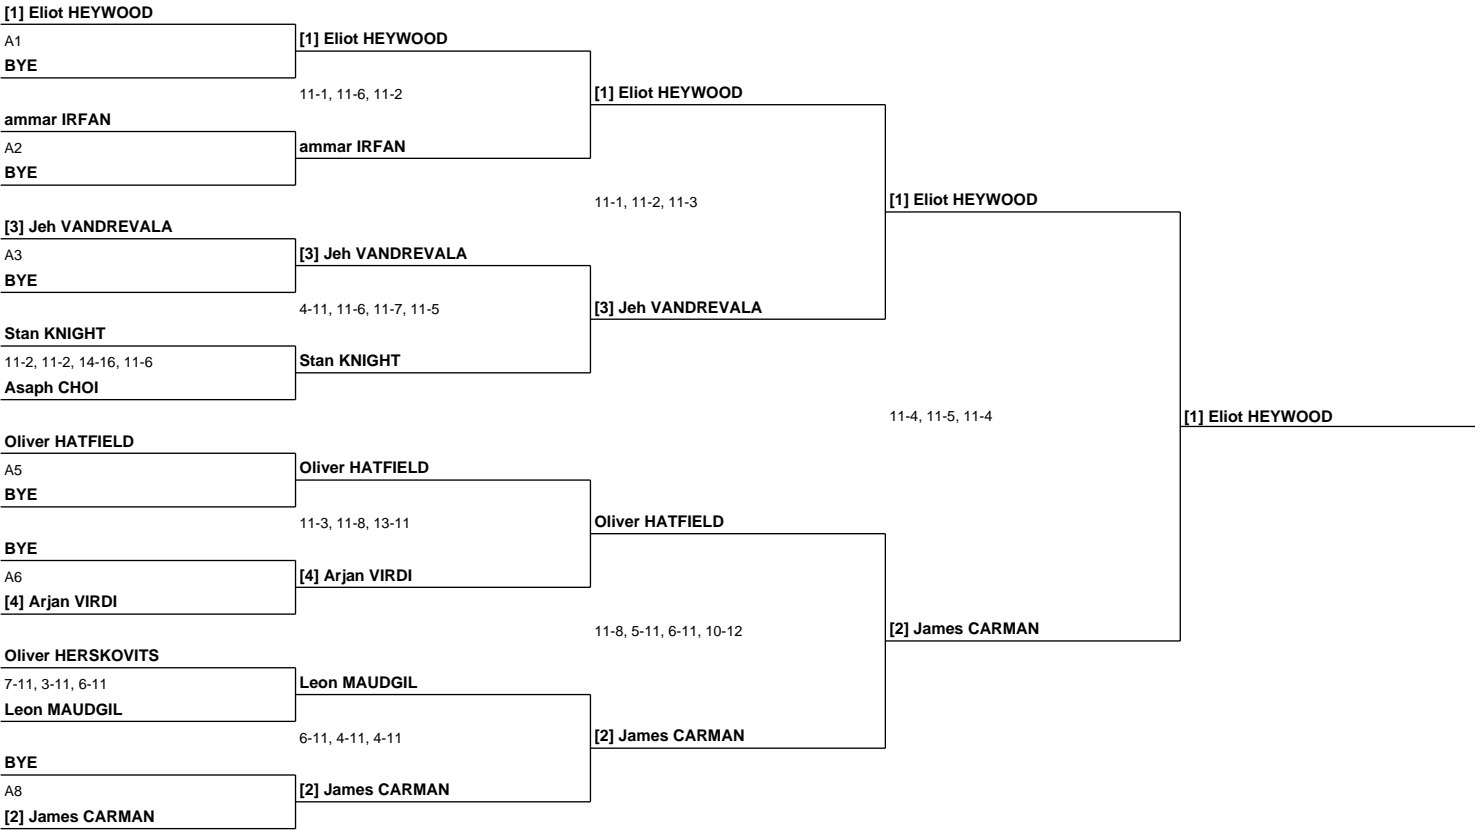 [1] Eliot HEYWOOD
A1
BYE
ammar IRFAN
A2
BYE
[3] Jeh VANDREVALA
A3
BYE
Stan KNIGHT
11-2, 11-2, 14-16, 11-6
Asaph CHOI
Oliver HATFIELD
A5
BYE
BYE
A6
[4] Arjan VIRDI
Oliver HERSKOVITS
7-11, 3-11, 6-11
Leon MAUDGIL
BYE
A8
[2] James CARMAN
[1] Eliot HEYWOOD
11-1, 11-6, 11-2
ammar IRFAN
[3] Jeh VANDREVALA
4-11, 11-6, 11-7, 11-5
Stan KNIGHT
Oliver HATFIELD
11-3, 11-8, 13-11
[4] Arjan VIRDI
Leon MAUDGIL
6-11, 4-11, 4-11
[2] James CARMAN
[1] Eliot HEYWOOD
11-1, 11-2, 11-3
[3] Jeh VANDREVALA
Oliver HATFIELD
11-8, 5-11, 6-11, 10-12
[2] James CARMAN
[1] Eliot HEYWOOD
11-4, 11-5, 11-4
[2] James CARMAN
[1] Eliot HEYWOOD